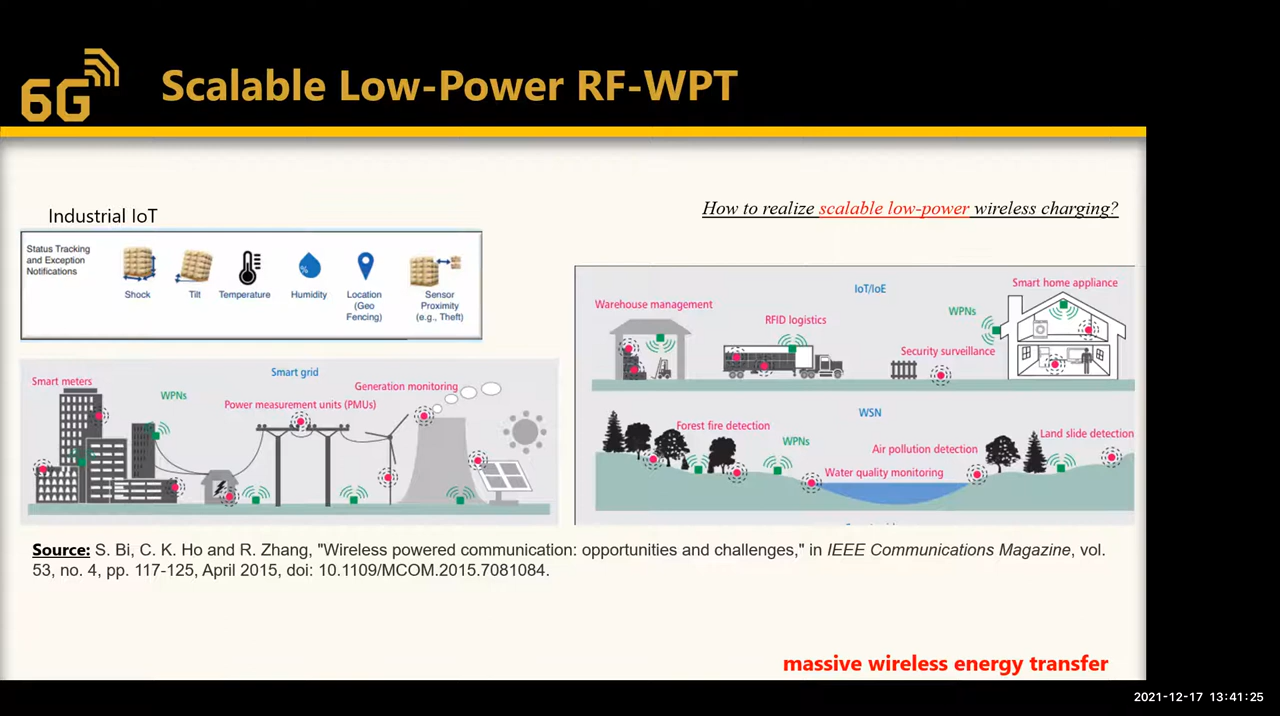 6G
Scalable Low-Power RF-WPT
Industrial IoT
How to realize scalable low-power wireless charging?
Status Tracking
and Exception
Notifications
Shock
Tilt
Temperature
%
Humidity
Location
(Geo
Fencing)
Sensor
Proximity
(e.g., Theft)
Smart grid
Smart meters
WPNs
Power measurement units (PMUs)
Generation monitoring
IoT/IoE
Smart home appliance
Warehouse management
RFID logistics
WPNs
Security surveillance
WSN
Forest fire detection
WPNs
Air pollution detection
Land slide detection
Water quality monitoring
Source: S. Bi, C. K. Ho and R. Zhang, "Wireless powered communication: opportunities and challenges," in IEEE Communications Magazine, vol.
53, no. 4, pp. 117-125, April 2015, doi: 10.1109/MCOM.2015.7081084.
massive wireless energy transfer
2021-12-17 13:41:25